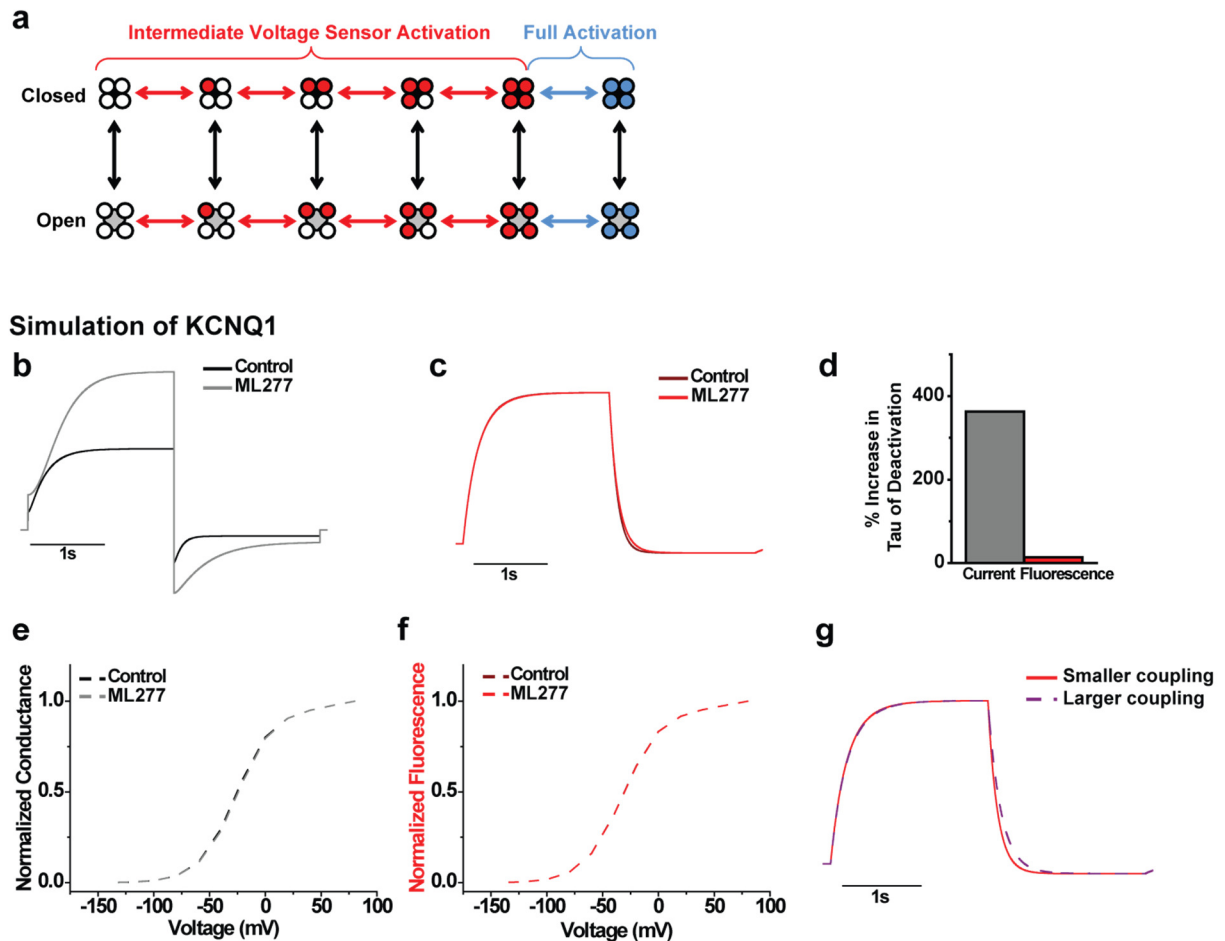 a
Intermediate Voltage Sensor Activation
Full Activation
Closed
Open
Simulation of KCNQ1
b
Control
ML277
1s
c
Control
ML277
1s
d
% Increase in
Tau of Deactivation
400
200
0
Current Fluorescence
e
Control
ML277
Normalized Conductance
1.0
0.5
0.0
-150 -100 -50 0 50 100
Voltage (mV)
f
Control
ML277
Normalized Fluorescence
1.0
0.5
0.0
-150 -100 -50 0 50 100
Voltage (mV)
g
Smaller coupling
Larger coupling
1s